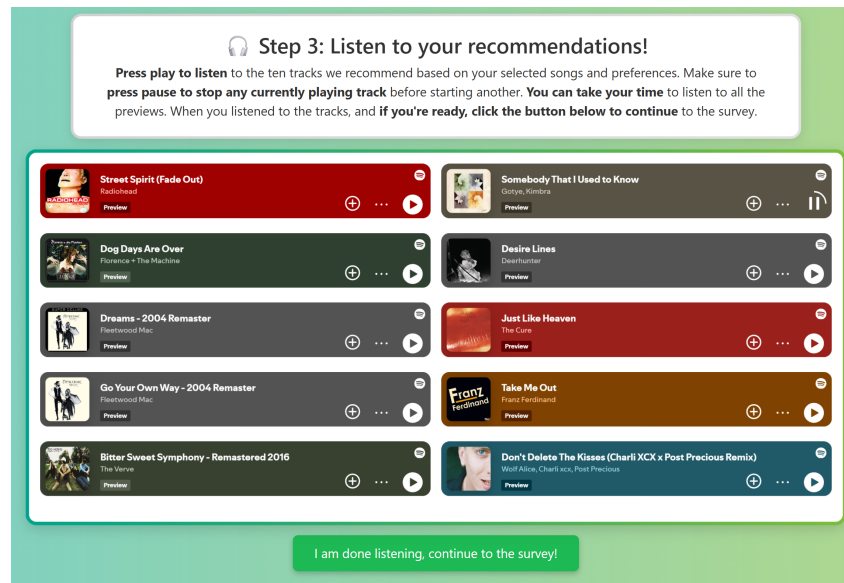 Step 3: Listen to your recommendations!
Press play to listen to the ten tracks we recommend based on your selected songs and preferences. Make sure to
press pause to stop any currently playing track before starting another. You can take your time to listen to all the
previews. When you listened to the tracks, and if you're ready, click the button below to continue to the survey.
Street Spirit (Fade Out)
Radiohead
Preview
RADIOHEAD
Somebody That I Used to Know
Gotye, Kimbra
Preview
Dog Days Are Over
Florence + The Machine
Preview
Desire Lines
Deerhunter
Preview
Dreams - 2004 Remaster
Fleetwood Mac
Preview
Just Like Heaven
The Cure
Preview
Go Your Own Way - 2004 Remaster
Fleetwood Mac
Preview
Take Me Out
Franz Ferdinand
Preview
Franz
Ferdinand
Bitter Sweet Symphony - Remastered 2016
The Verve
Preview
Don't Delete The Kisses (Charli XCX x Post Precious Remix)
Wolf Alice, Charli xcx, Post Precious
Preview
I am done listening, continue to the survey!